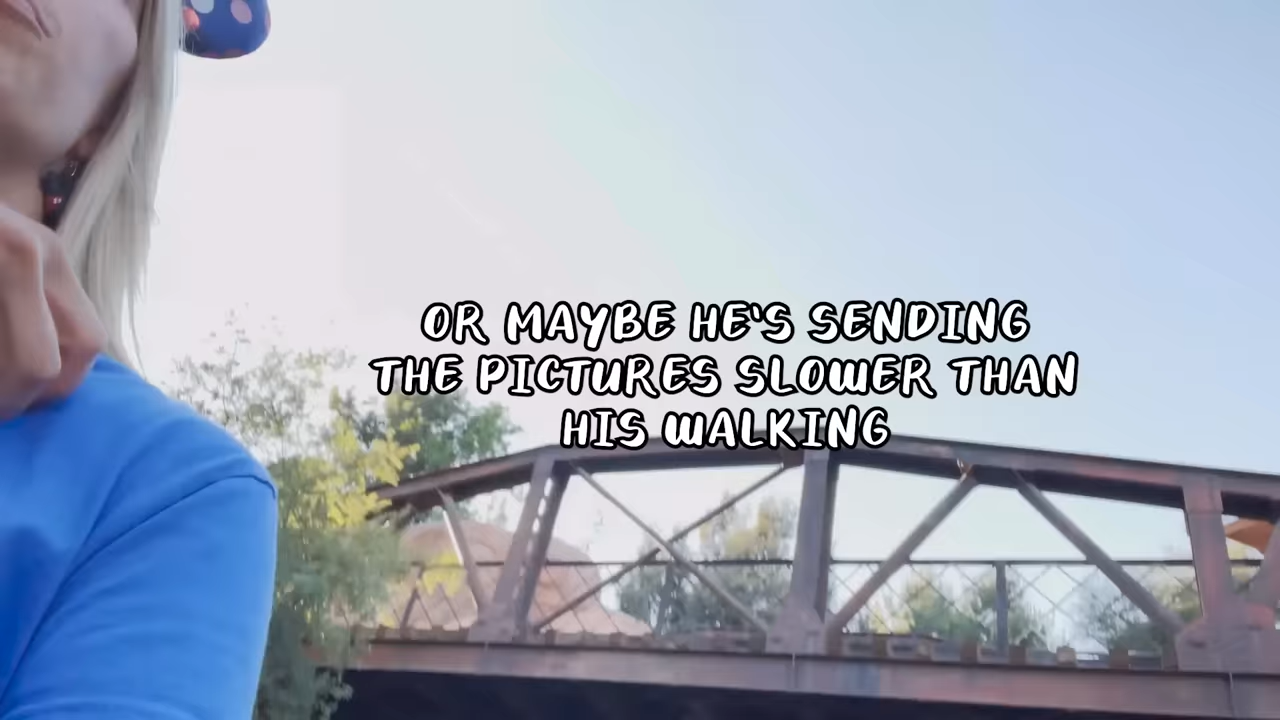 OR MAYBE HE'S SENDING
THE PICTURES SLOWER THAN
HIS WALKING